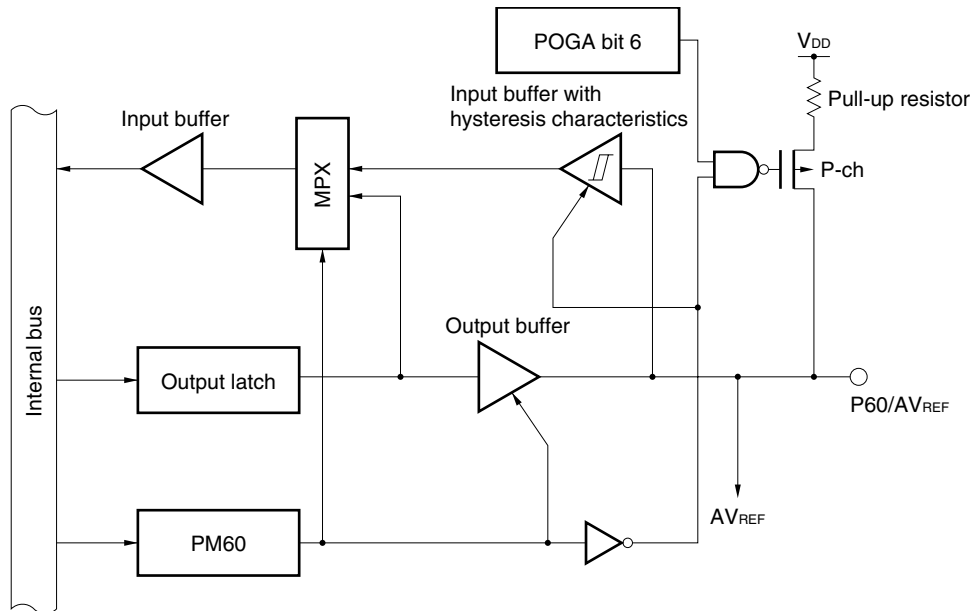 POGA bit 6
VDD
Pull-up resistor
P-ch
Input buffer with
hysteresis characteristics
Input buffer
MPX
Internal bus
Output buffer
Output latch
P60/AVREF
AVREF
PM60